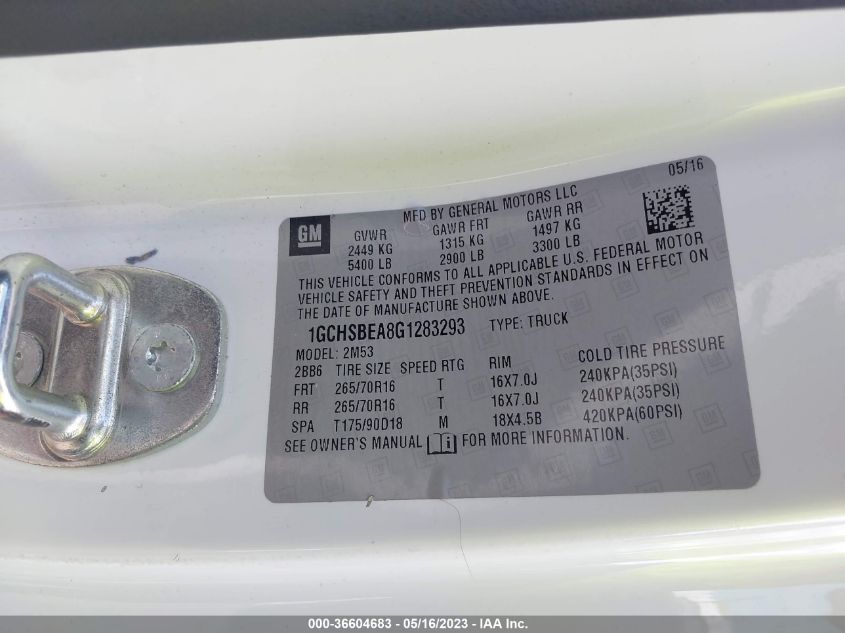 05/16
MFD BY GENERAL MOTORS LLC
GM
GVWR GAWR FRT GAWR RR
2449 KG 1315 KG 1497 KG
5400 LB 2900 LB 3300 LB
THIS VEHICLE CONFORMS TO ALL APPLICABLE U.S. FEDERAL MOTOR
VEHICLE SAFETY AND THEFT PREVENTION STANDARDS IN EFFECT ON
THE DATE OF MANUFACTURE SHOWN ABOVE.
1GCHSBEA8G1283293 TYPE: TRUCK
MODEL: 2M53
2BB6 TIRE SIZE SPEED RTG RIM COLD TIRE PRESSURE
FRT 265/70R16 T 16X7.0J 240KPA(35PSI)
RR 265/70R16 T 16X7.0J 240KPA(35PSI)
SPA T175/90D18 M 18X4.5B 420KPA(60PSI)
SEE OWNER'S MANUAL FOR MORE INFORMATION.
000-36604683 - 05/16/2023 - IAAI.COM